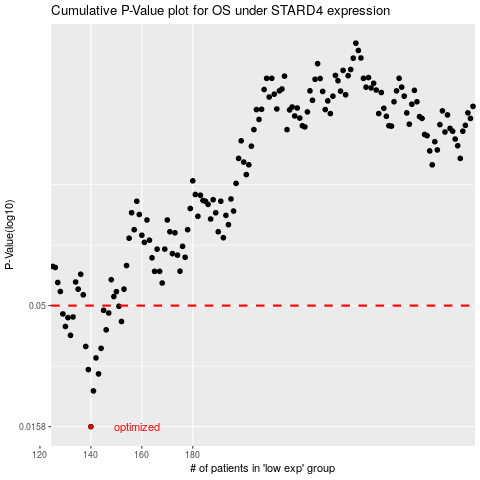 Cumulative P-Value plot for OS under STARD4 expression
P-Value(log10)
0.05
0.0158
optimized
120 140 160 180
# of patients in 'low exp' group